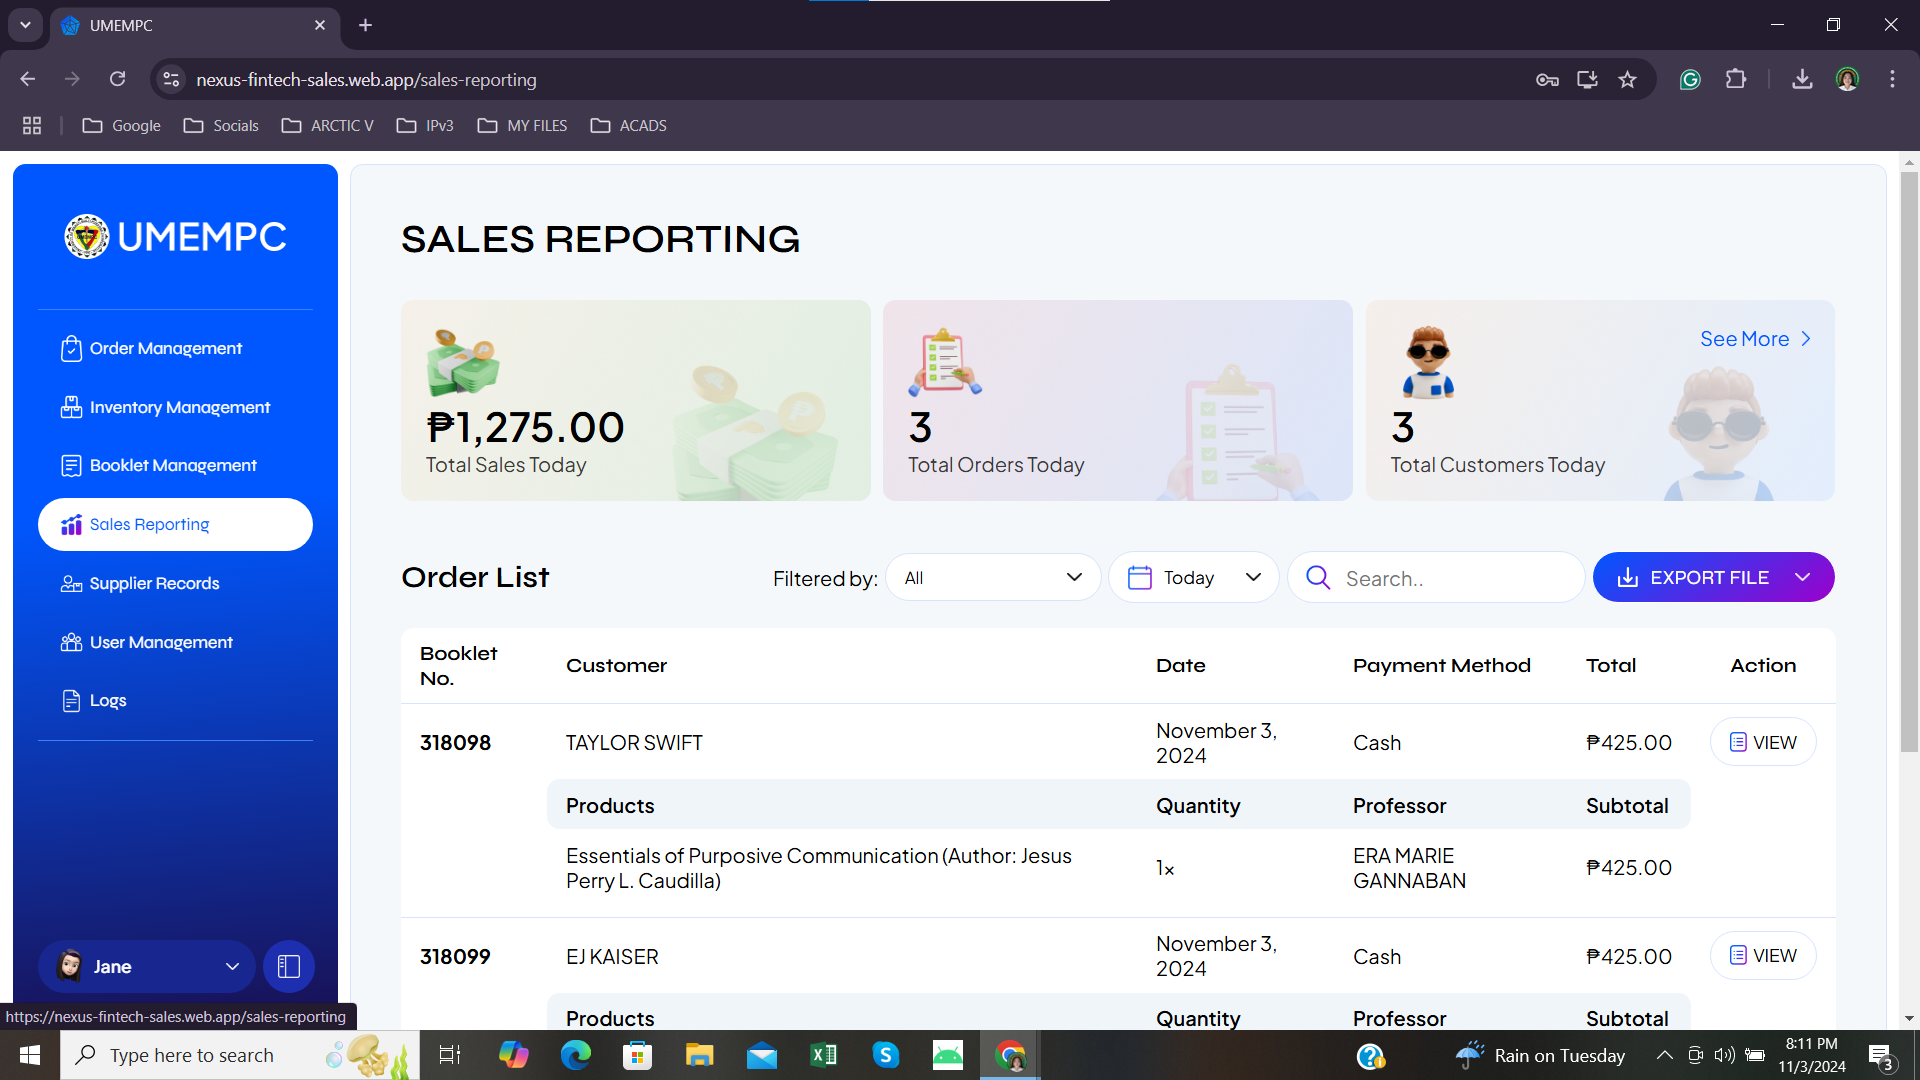 UMEMPC
nexus-fintech-sales.web.app/sales-reporting
Google
Socials
ARCTIC V
IPv3
MY FILES
ACADS
UMEMPC
Order Management
Inventory Management
Booklet Management
Sales Reporting
Supplier Records
User Management
Logs
Jane
https://nexus-fintech-sales.web.app/sales-reporting
SALES REPORTING
₱1,275.00
Total Sales Today
3
Total Orders Today
See More
3
Total Customers Today
Order List
Filtered by:
All
Today
Search..
EXPORT FILE
Booklet No.
Customer
Date
Payment Method
Total
Action
318098
TAYLOR SWIFT
November 3, 2024
Cash
₱425.00
VIEW
Products
Quantity
Professor
Subtotal
Essentials of Purposive Communication (Author: Jesus
Perry L. Caudilla)
1×
ERA MARIE
GANNABAN
₱425.00
318099
EJ KAISER
November 3,
2024
Cash
₱425.00
VIEW
Products
Quantity
Professor
Subtotal
Type here to search
Rain on Tuesday
8:11 PM
11/3/2024
3